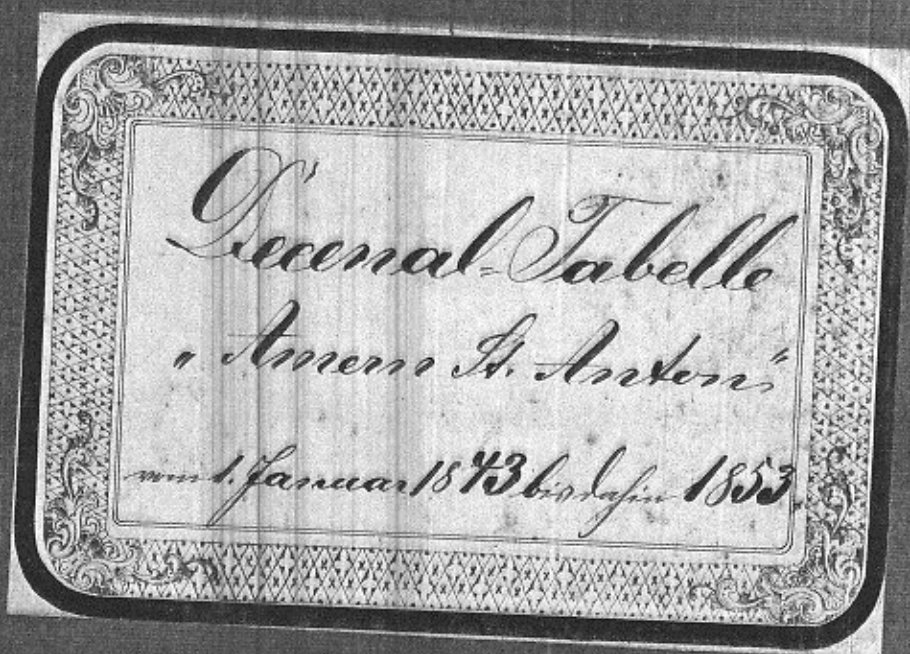 Decenal-Tabelle
„Amern St. Anton“
vom 1. Januar 1843 bis dahin 1853.